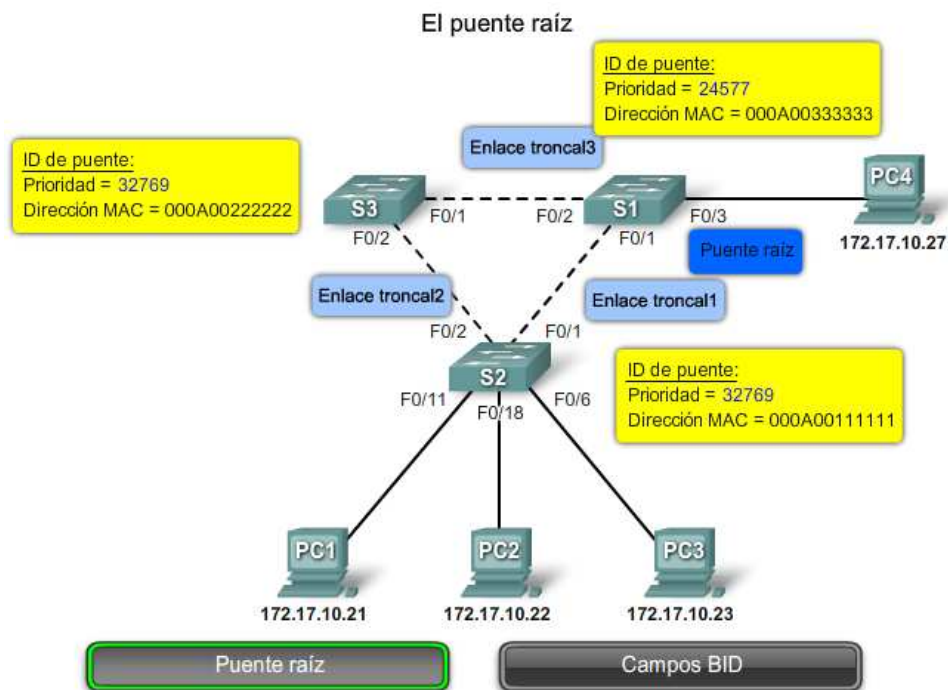 El puente raíz
ID de puente:
Prioridad = 24577
Dirección MAC = 000A00333333
Enlace troncal3
ID de puente:
Prioridad = 32769
Dirección MAC = 000A00222222
S3
F0/1
F0/2
S1
F0/3
PC4
172.17.10.27
F0/2
F0/1
Puente raíz
Enlace troncal2
Enlace troncal1
F0/2
F0/1
S2
ID de puente:
Prioridad = 32769
Dirección MAC = 000A00111111
F0/11
F0/18
F0/6
PC1
PC2
PC3
172.17.10.21
172.17.10.22
172.17.10.23
Puente raíz
Campos BID